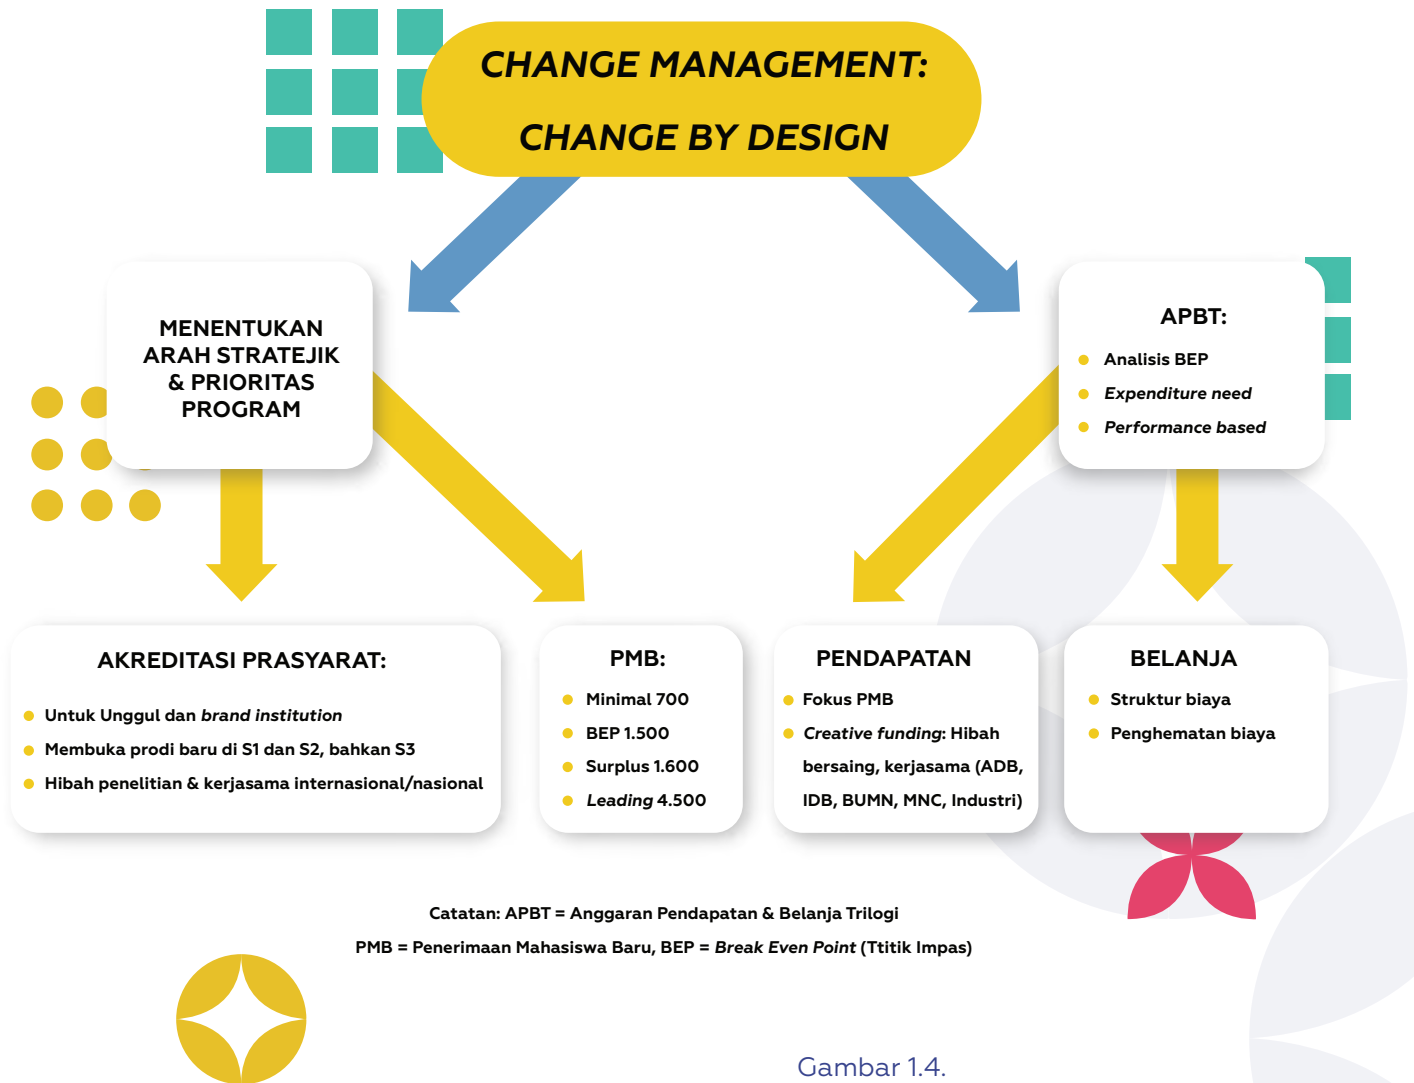 CHANGE MANAGEMENT:
CHANGE BY DESIGN
MENENTUKAN
ARAH STRATEJIK
& PRIORITAS
PROGRAM
APBT:
Analisis BEP
Expenditure need
Performance based
AKREDITASI PRASYARAT:
Untuk Unggul dan brand institution
Membuka prodi baru di S1 dan S2, bahkan S3
Hibah penelitian & kerjasama internasional/nasional
PMB:
Minimal 700
BEP 1.500
Surplus 1.600
Leading 4.500
PENDAPATAN
Fokus PMB
Creative funding: Hibah
bersaing, kerjasama (ADB,
IDB, BUMN, MNC, Industri)
BELANJA
Struktur biaya
Penghematan biaya
Catatan: APBT = Anggaran Pendapatan & Belanja Trilogi
PMB = Penerimaan Mahasiswa Baru, BEP = Break Even Point (Ttitik Impas)
Gambar 1.4.